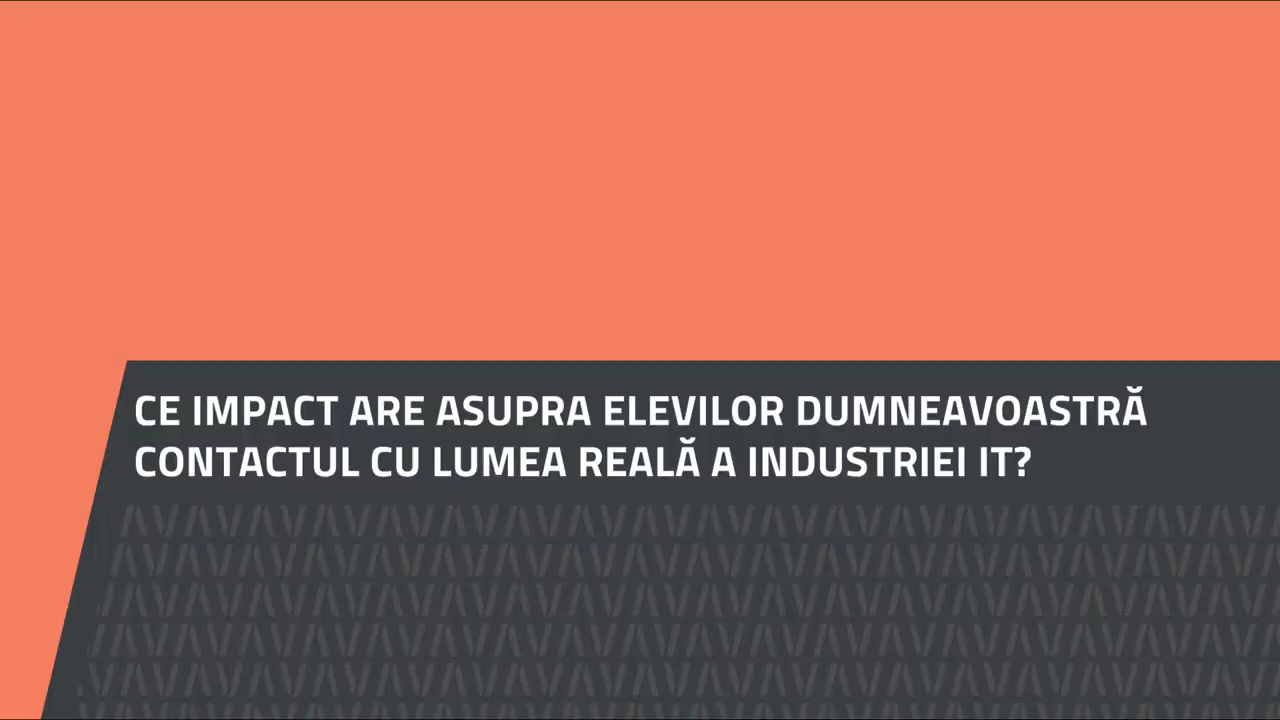 CE IMPACT ARE ASUPRA ELEVILOR DUMNEAVOASTRĂ
CONTACTUL CU LUMEA REALĂ A INDUSTRIEI IT?